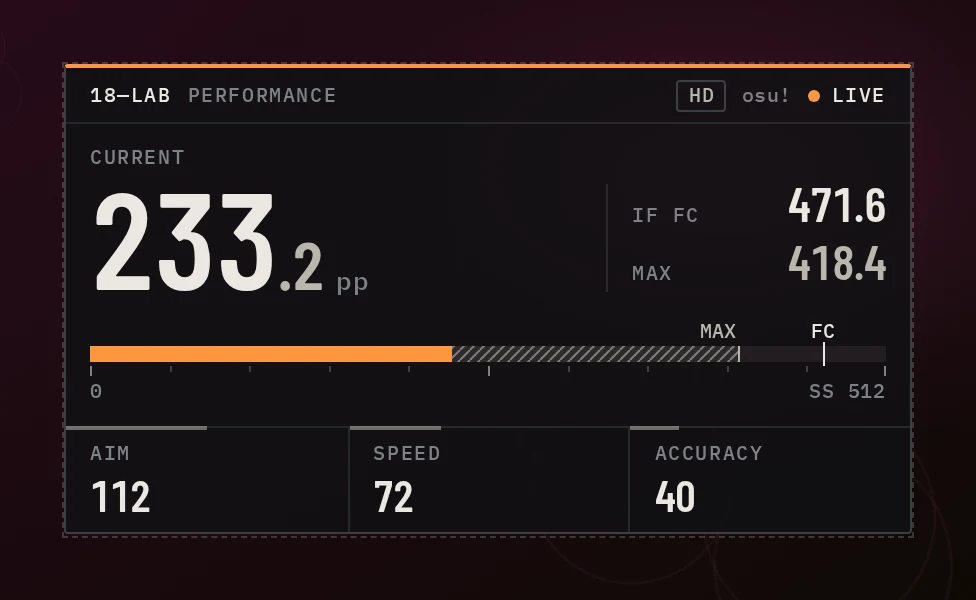 18—LAB PERFORMANCE HD osu! LIVE
CURRENT
233.2 pp
IF FC 471.6
MAX 418.4
MAX FC
0 SS 512
AIM SPEED ACCURACY
112 72 40